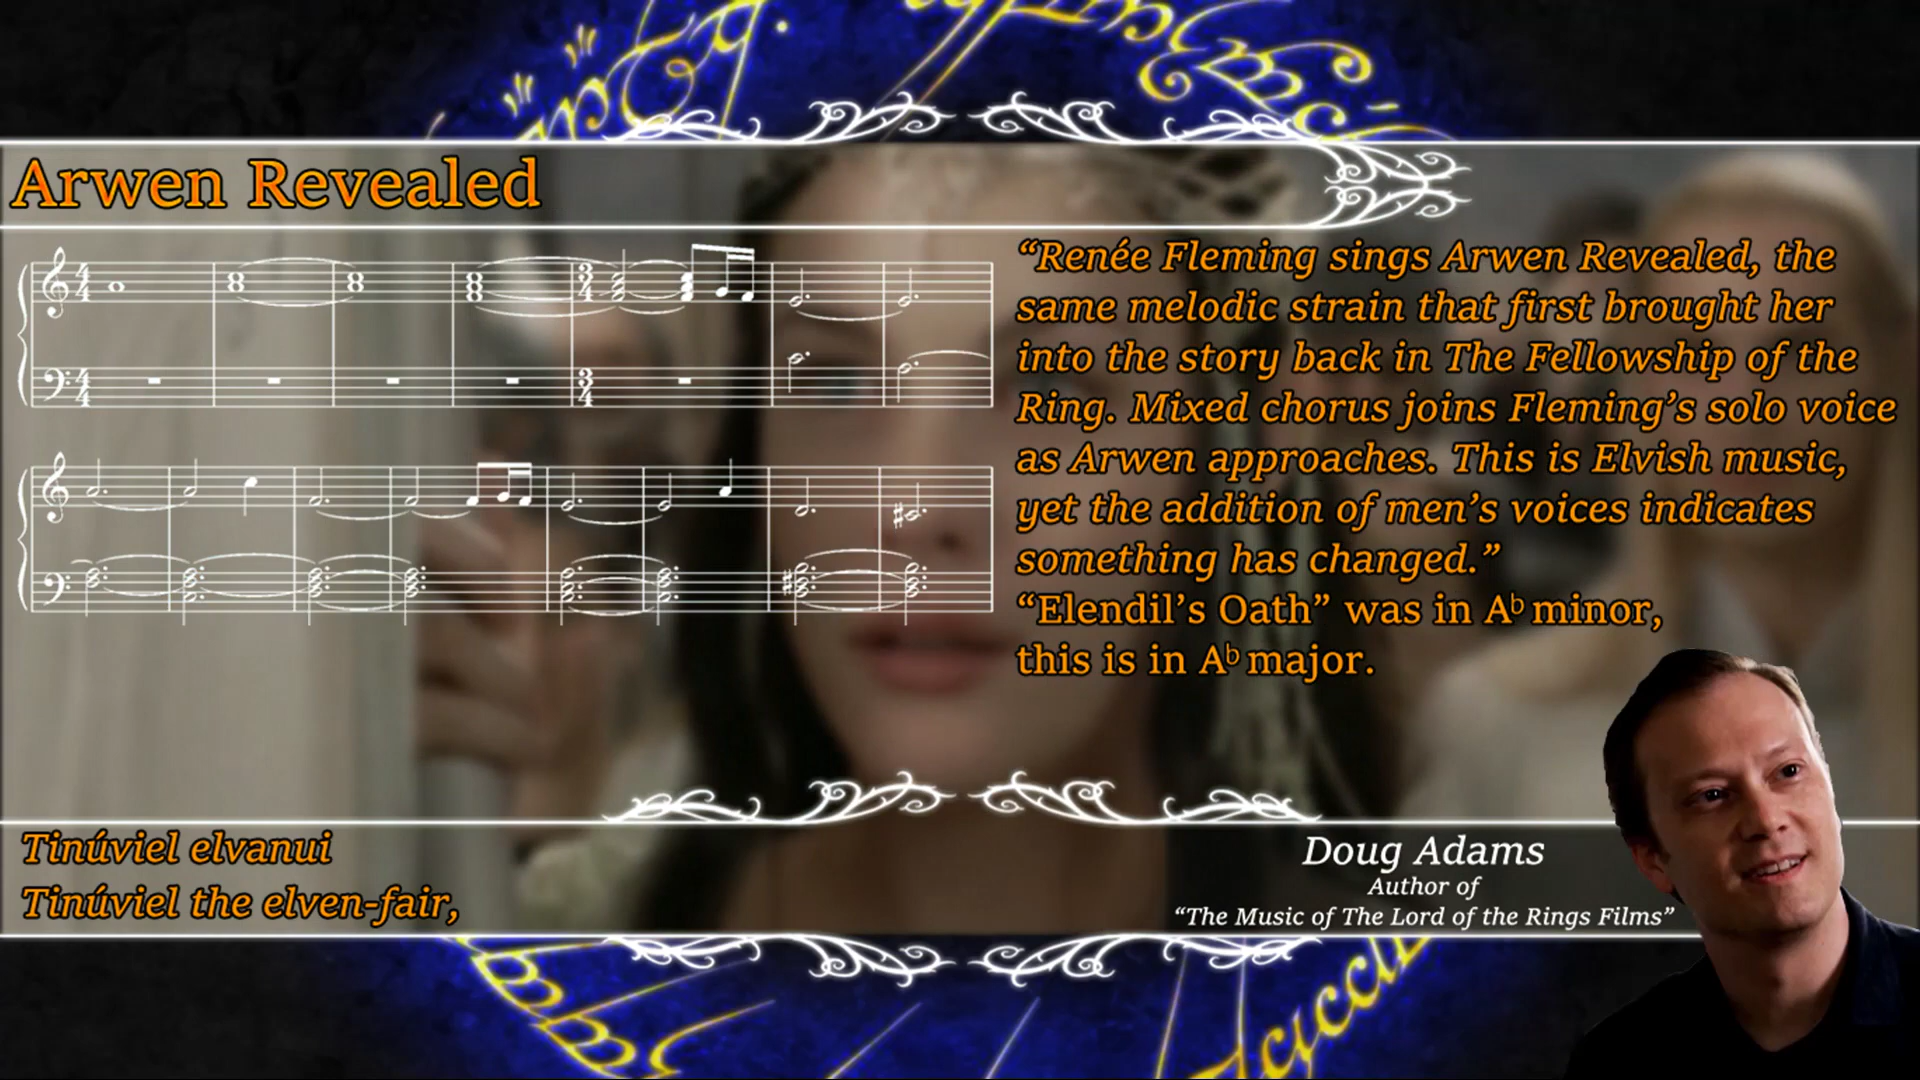 Arwen Revealed
“Renée Fleming sings Arwen Revealed, the
same melodic strain that first brought her
into the story back in The Fellowship of the
Ring. Mixed chorus joins Fleming’s solo voice
as Arwen approaches. This is Elvish music,
yet the addition of men’s voices indicates
something has changed.”
“Elendil’s Oath” was in A♭ minor,
this is in A♭ major.
Tinúviel elvanui
Tinúviel the elven-fair,
Doug Adams
Author of
“The Music of The Lord of the Rings Films”